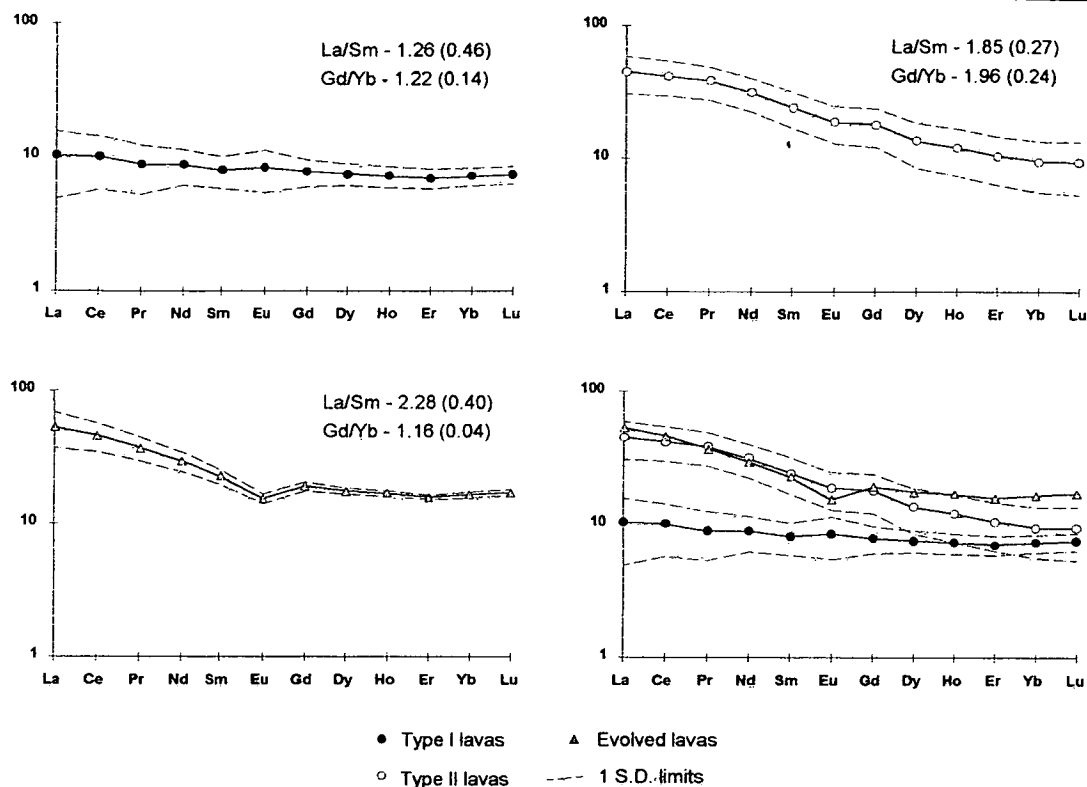 100
La/Sm - 1.26 (0.46)
Gd/Yb - 1.22 (0.14)
10
1
La Ce Pr Nd Sm Eu Gd Dy Ho Er Yb Lu
100
La/Sm - 1.85 (0.27)
Gd/Yb - 1.96 (0.24)
10
1
La Ce Pr Nd Sm Eu Gd Dy Ho Er Yb Lu
100
La/Sm - 2.28 (0.40)
Gd/Yb - 1.16 (0.04)
10
1
La Ce Pr Nd Sm Eu Gd Dy Ho Er Yb Lu
100
10
1
La Ce Pr Nd Sm Eu Gd Dy Ho Er Yb Lu
Type I lavas
Evolved lavas
Type II lavas
1 S.D. limits